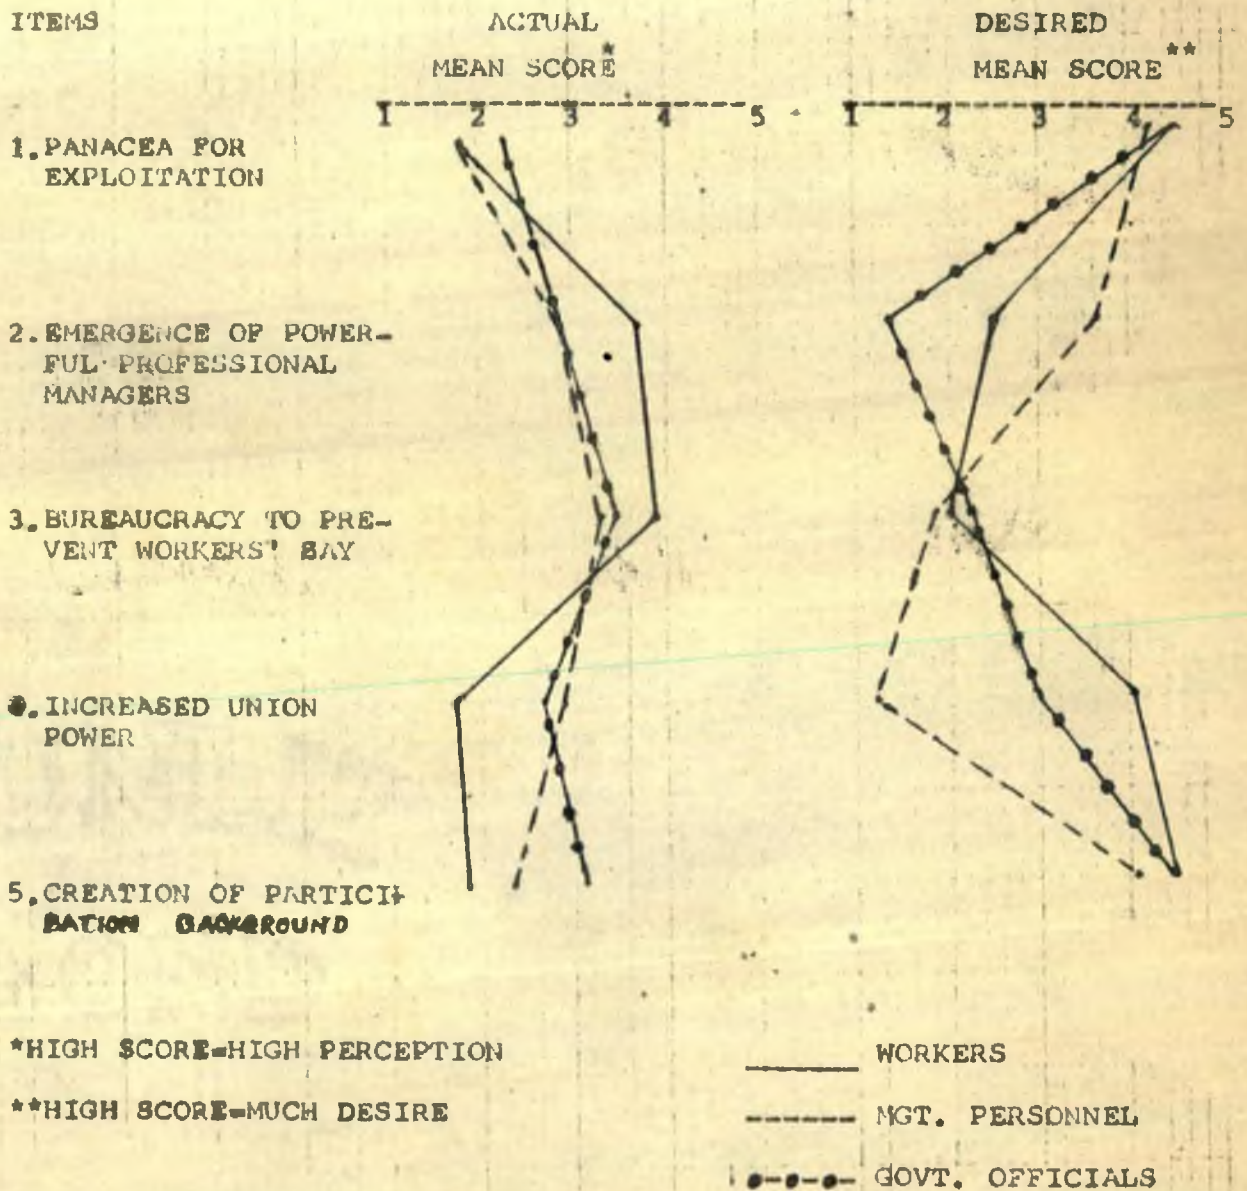 ITEMS ACTUAL DESIRED
MEAN SCORE* MEAN SCORE**
1 2 3 4 5 1 2 3 4 5
1. PANACEA FOR
EXPLOITATION
2. EMERGENCE OF POWER-
FUL PROFESSIONAL
MANAGERS
3. BUREAUCRACY TO PRE-
VENT WORKERS' SAY
. INCREASED UNION
POWER
5. CREATION OF PARTICI-
PATION BACKGROUND
*HIGH SCORE=HIGH PERCEPTION
**HIGH SCORE=MUCH DESIRE
WORKERS
MGT. PERSONNEL
GOVT. OFFICIALS